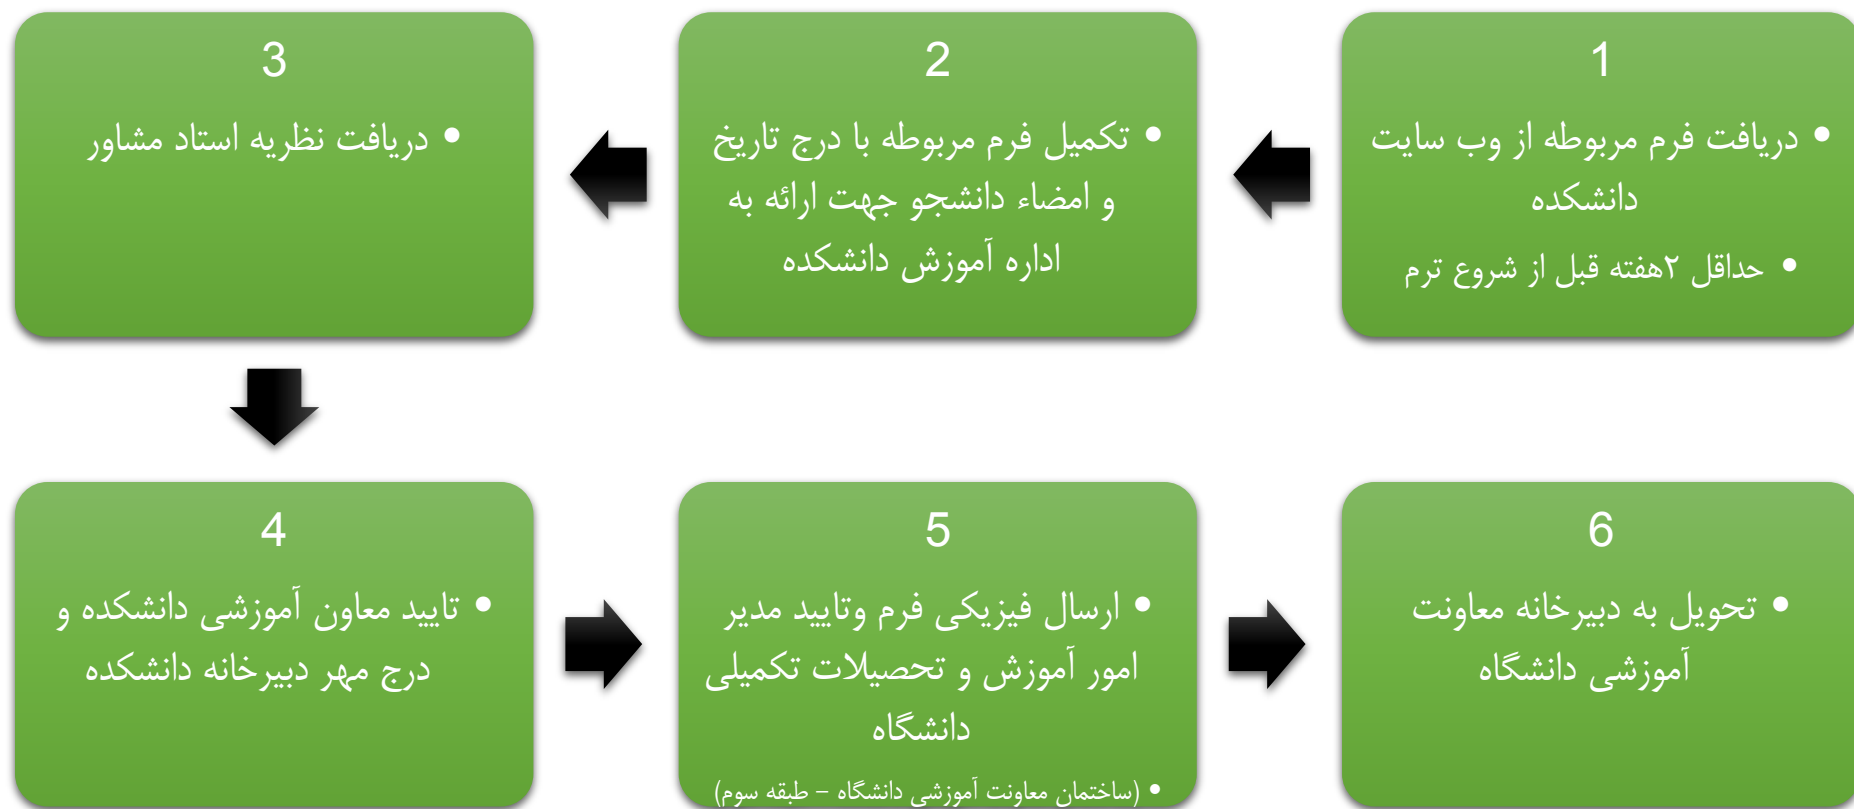 1
• دریافت فرم مربوطه از وب سایت
دانشکده
• حداقل ۲هفته قبل از شروع ترم
2
• تکمیل فرم مربوطه با درج تاریخ
و امضاء دانشجو جهت ارائه به
اداره آموزش دانشکده
3
• دریافت نظریه استاد مشاور
4
• تایید معاون آموزشی دانشکده و
درج مهر دبیرخانه دانشکده
5
• ارسال فیزیکی فرم وتایید مدیر
امور آموزش و تحصیلات تکمیلی
دانشگاه
• (ساختمان معاونت آموزشی دانشگاه – طبقه سوم)
6
• تحویل به دبیرخانه معاونت
آموزشی دانشگاه